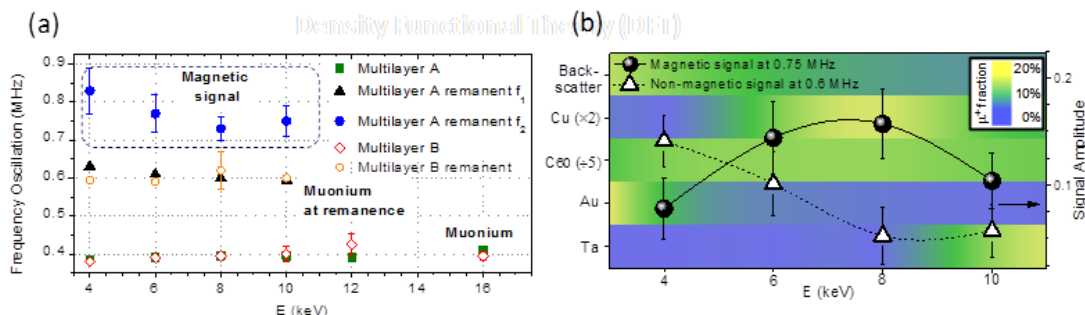 Density Functional Theory (DFT)
(a)
(b)
Frequency Oscillation (MHz)
0.9
0.8
0.7
0.6
0.5
0.4
4
6
8
10
12
14
16
E (keV)
Magnetic
signal
Multilayer A
Multilayer A remanent f1
Multilayer A remanent f2
Multilayer B
Multilayer B remanent
Muonium
at remanence
Muonium
Back-
scatter
Cu (×2)
C60 (÷5)
Au
Ta
Magnetic signal at 0.75 MHz
Non-magnetic signal at 0.6 MHz
μ+ fraction
20%
10%
0%
0.2
0.1
Signal Amplitude
4
6
8
10
E (keV)